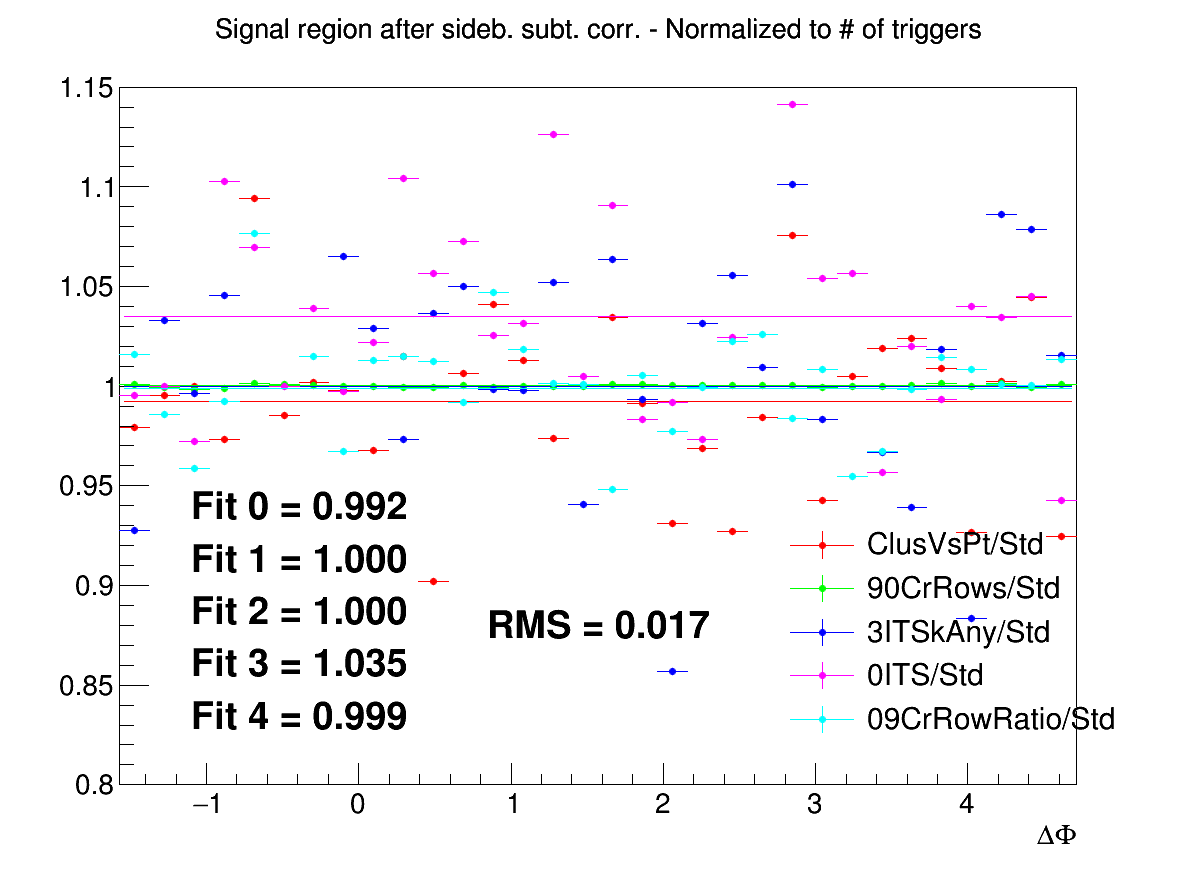 Signal region after sideb. subt. corr. - Normalized to # of triggers
1.15
1.1
1.05
1
0.95
0.9
0.85
0.8
Fit 0 = 0.992
Fit 1 = 1.000
Fit 2 = 1.000
Fit 3 = 1.035
Fit 4 = 0.999
RMS = 0.017
ClusVsPt/Std
90CrRows/Std
3ITSkAny/Std
0ITS/Std
09CrRowRatio/Std
−1 0 1 2 3 4
ΔΦ